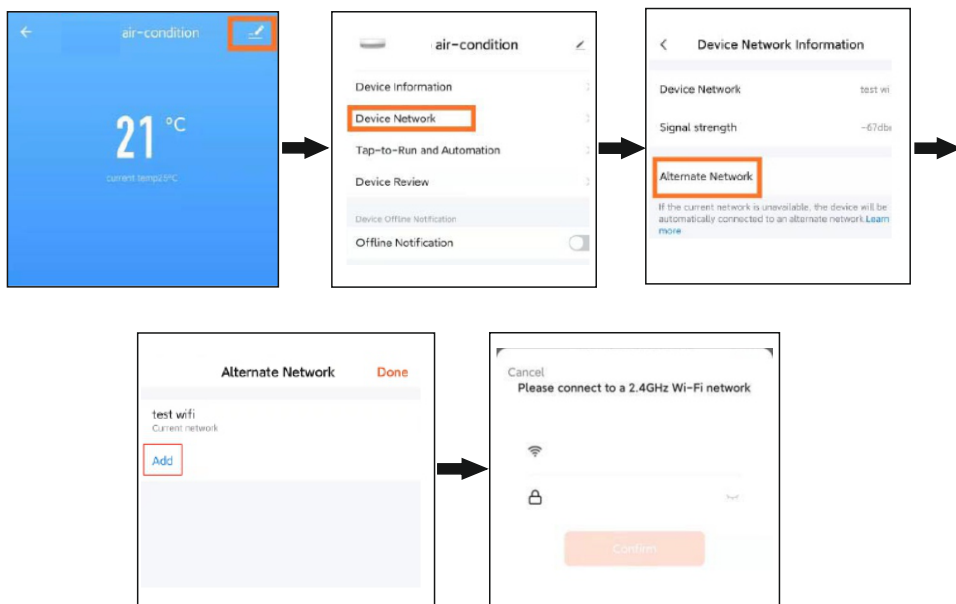 air-condition
21 °C
current temp25°C
air-condition
Device Information
Device Network
Tap-to-Run and Automation
Device Review
Device Offline Notification
Offline Notification
Device Network Information
Device Network test wi
Signal strength -67db
Alternate Network
If the current network is unavailable, the device will be
automatically connected to an alternate network.Learn
more
Alternate Network Done
test wifi
Current network
Add
Cancel
Please connect to a 2.4GHz Wi-Fi network
Confirm